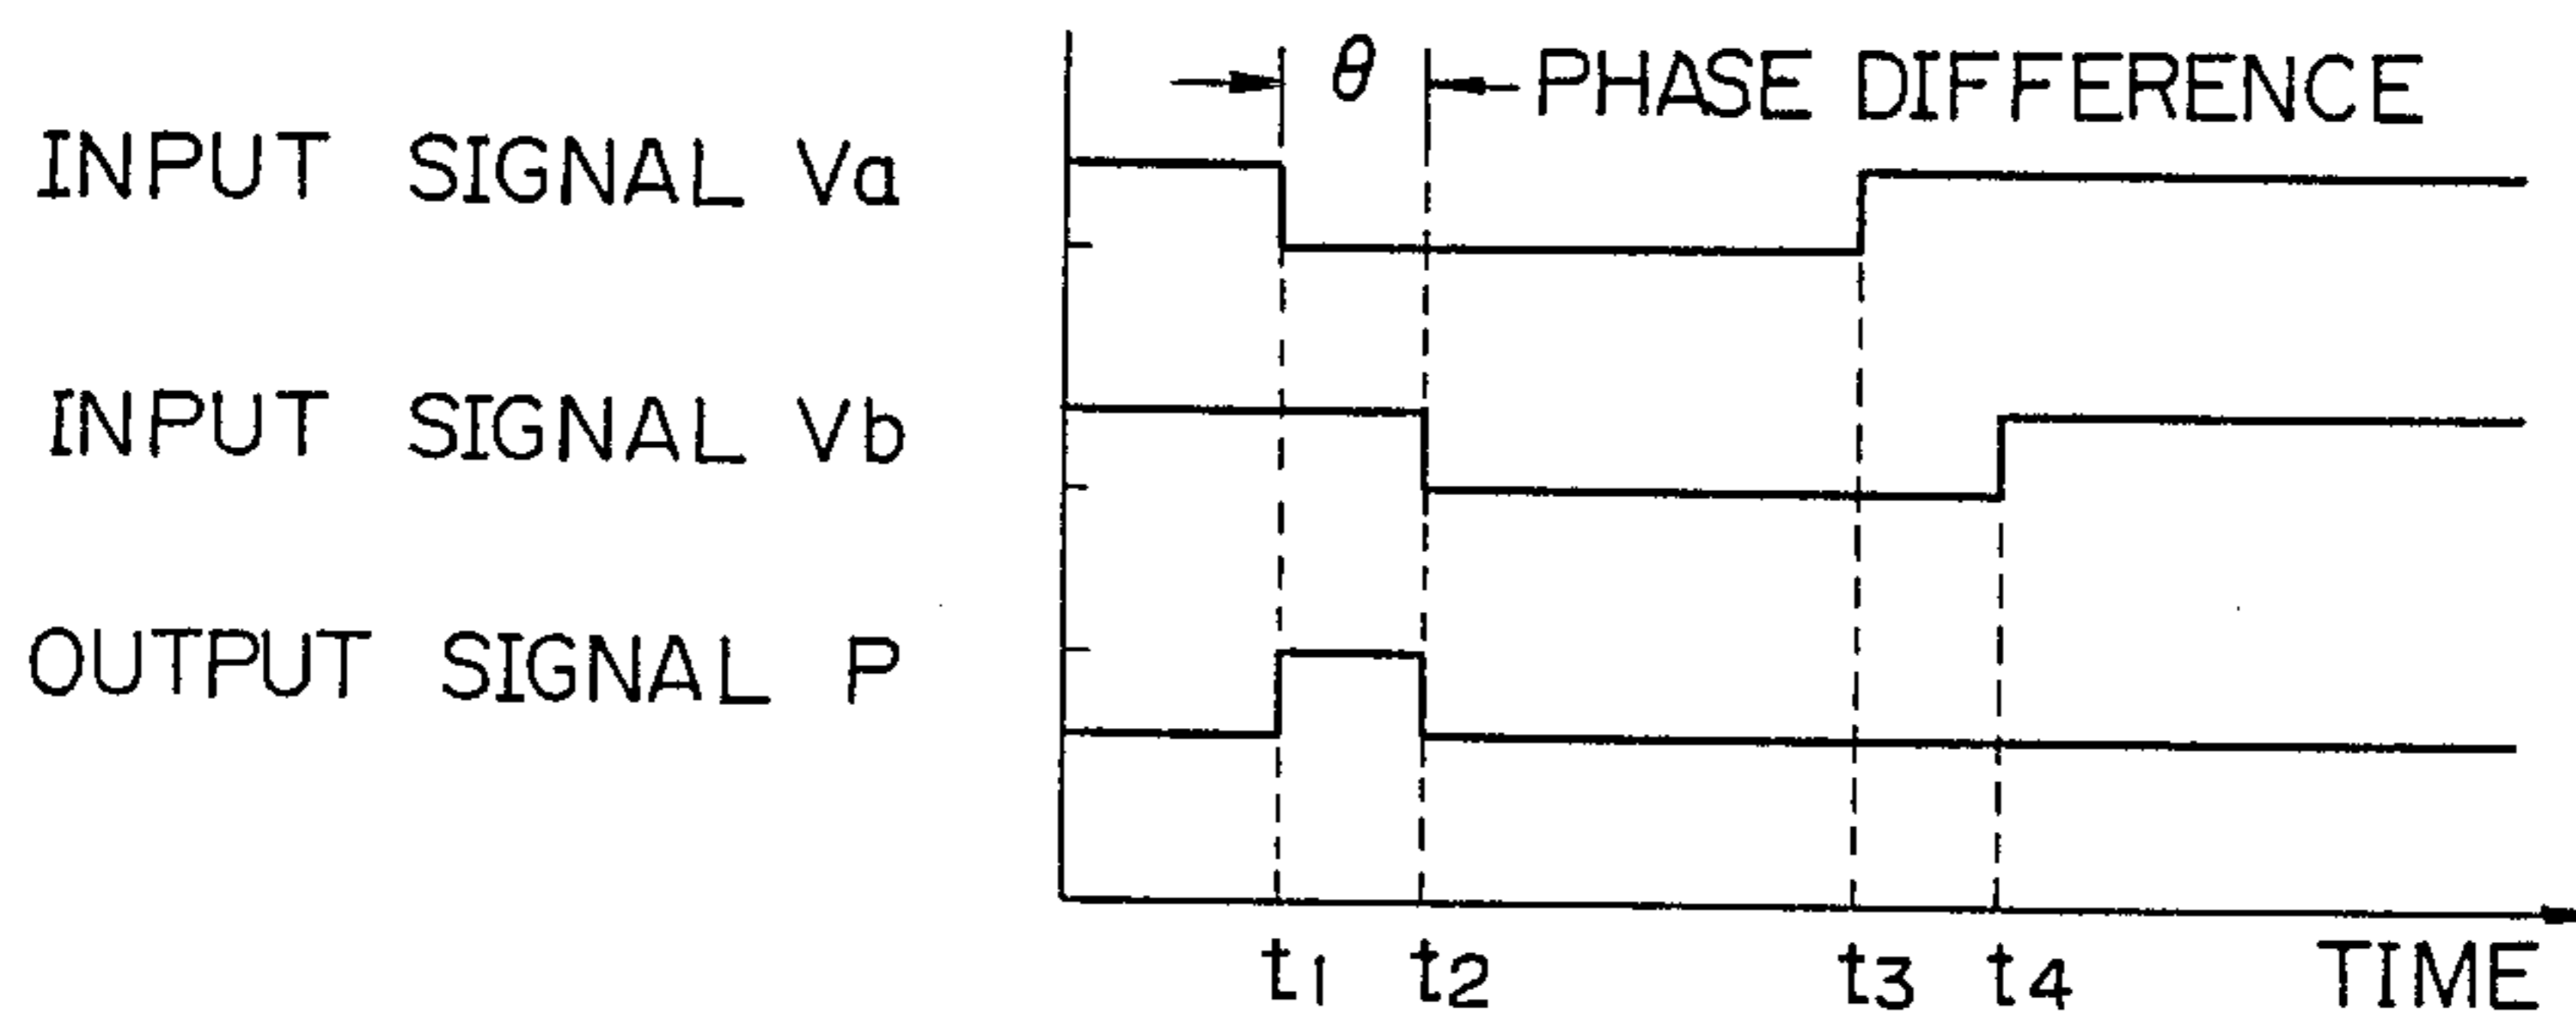 θ PHASE DIFFERENCE
INPUT SIGNAL Va
INPUT SIGNAL Vb
OUTPUT SIGNAL P
t1 t2 t3 t4 TIME